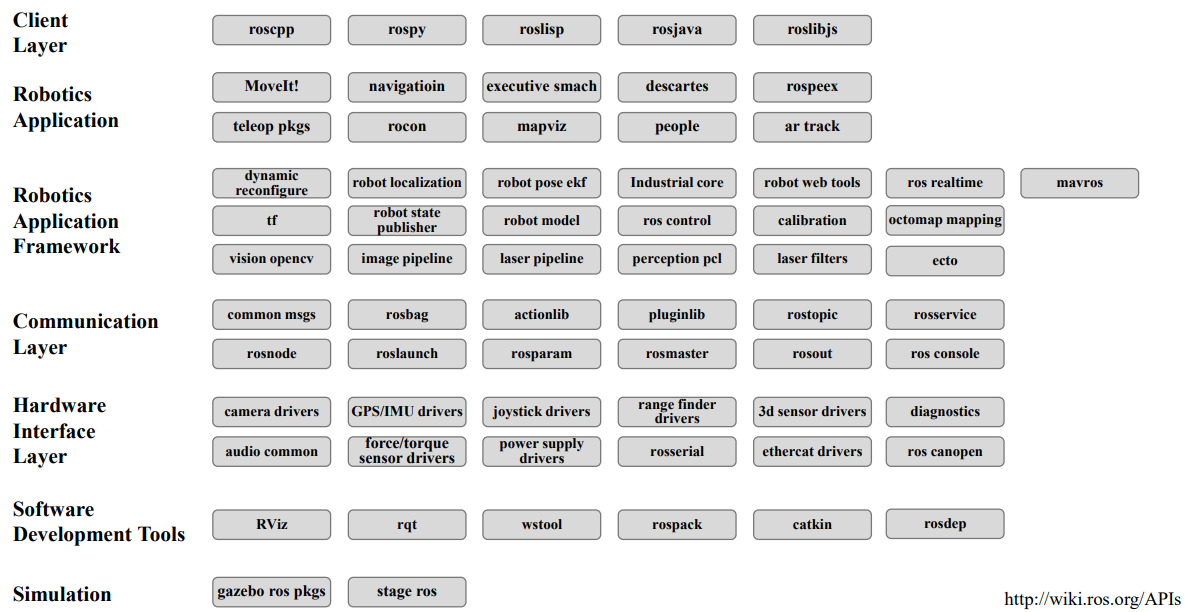 Client
Layer
roscpp
rospy
roslisp
rosjava
roslibjs
Robotics
Application
MoveIt!
navigatioin
executive smach
descartes
rospeex
teleop pkgs
rocon
mapviz
people
ar track
Robotics
Application
Framework
dynamic
reconfigure
robot localization
robot pose ekf
Industrial core
robot web tools
ros realtime
mavros
tf
robot state
publisher
robot model
ros control
calibration
octomap mapping
vision opencv
image pipeline
laser pipeline
perception pcl
laser filters
ecto
Communication
Layer
common msgs
rosbag
actionlib
pluginlib
rostopic
rosservice
rosnode
roslaunch
rosparam
rosmaster
rosout
ros console
Hardware
Interface
Layer
camera drivers
GPS/IMU drivers
joystick drivers
range finder
drivers
3d sensor drivers
diagnostics
audio common
force/torque
sensor drivers
power supply
drivers
rosserial
ethercat drivers
ros canopen
Software
Development Tools
RViz
rqt
wstool
rospack
catkin
rosdep
Simulation
gazebo ros pkgs
stage ros
http://wiki.ros.org/APIs